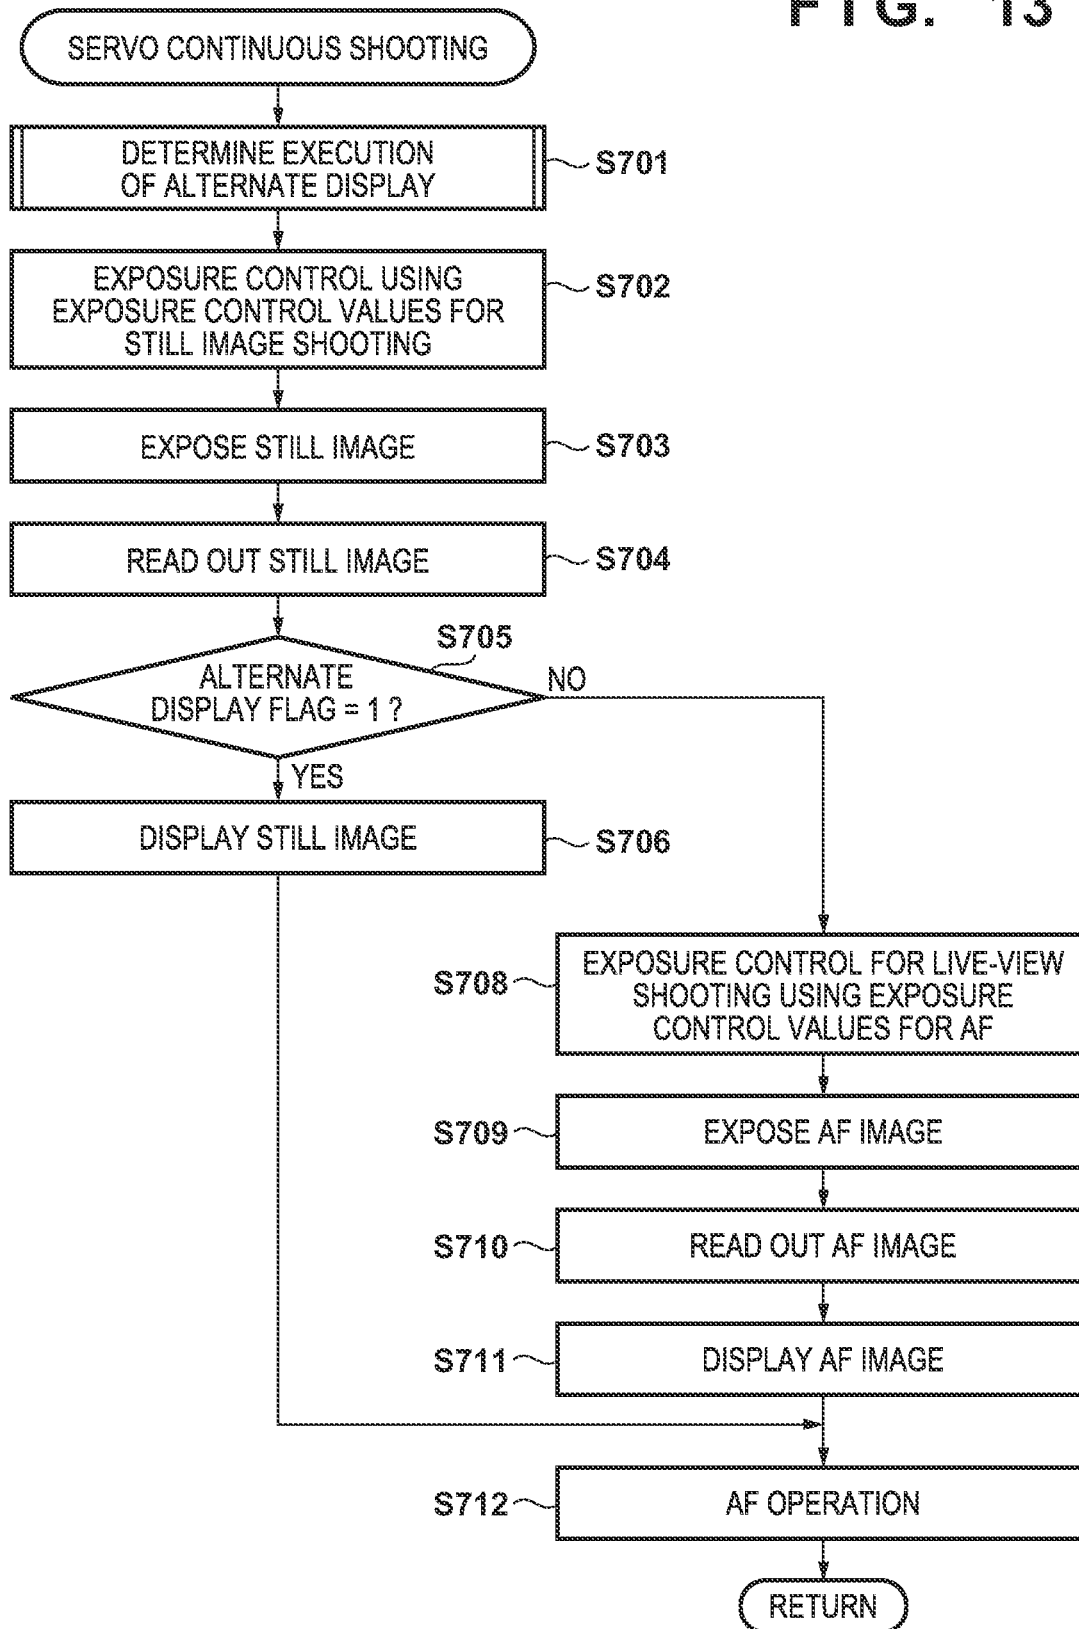 FIG. 13
SERVO CONTINUOUS SHOOTING
DETERMINE EXECUTION
OF ALTERNATE DISPLAY
S701
EXPOSURE CONTROL USING
EXPOSURE CONTROL VALUES FOR
STILL IMAGE SHOOTING
S702
EXPOSE STILL IMAGE
S703
READ OUT STILL IMAGE
S704
S705
ALTERNATE
DISPLAY FLAG = 1 ?
NO
YES
DISPLAY STILL IMAGE
S706
S708
EXPOSURE CONTROL FOR LIVE-VIEW
SHOOTING USING EXPOSURE
CONTROL VALUES FOR AF
S709
EXPOSE AF IMAGE
S710
READ OUT AF IMAGE
S711
DISPLAY AF IMAGE
S712
AF OPERATION
RETURN